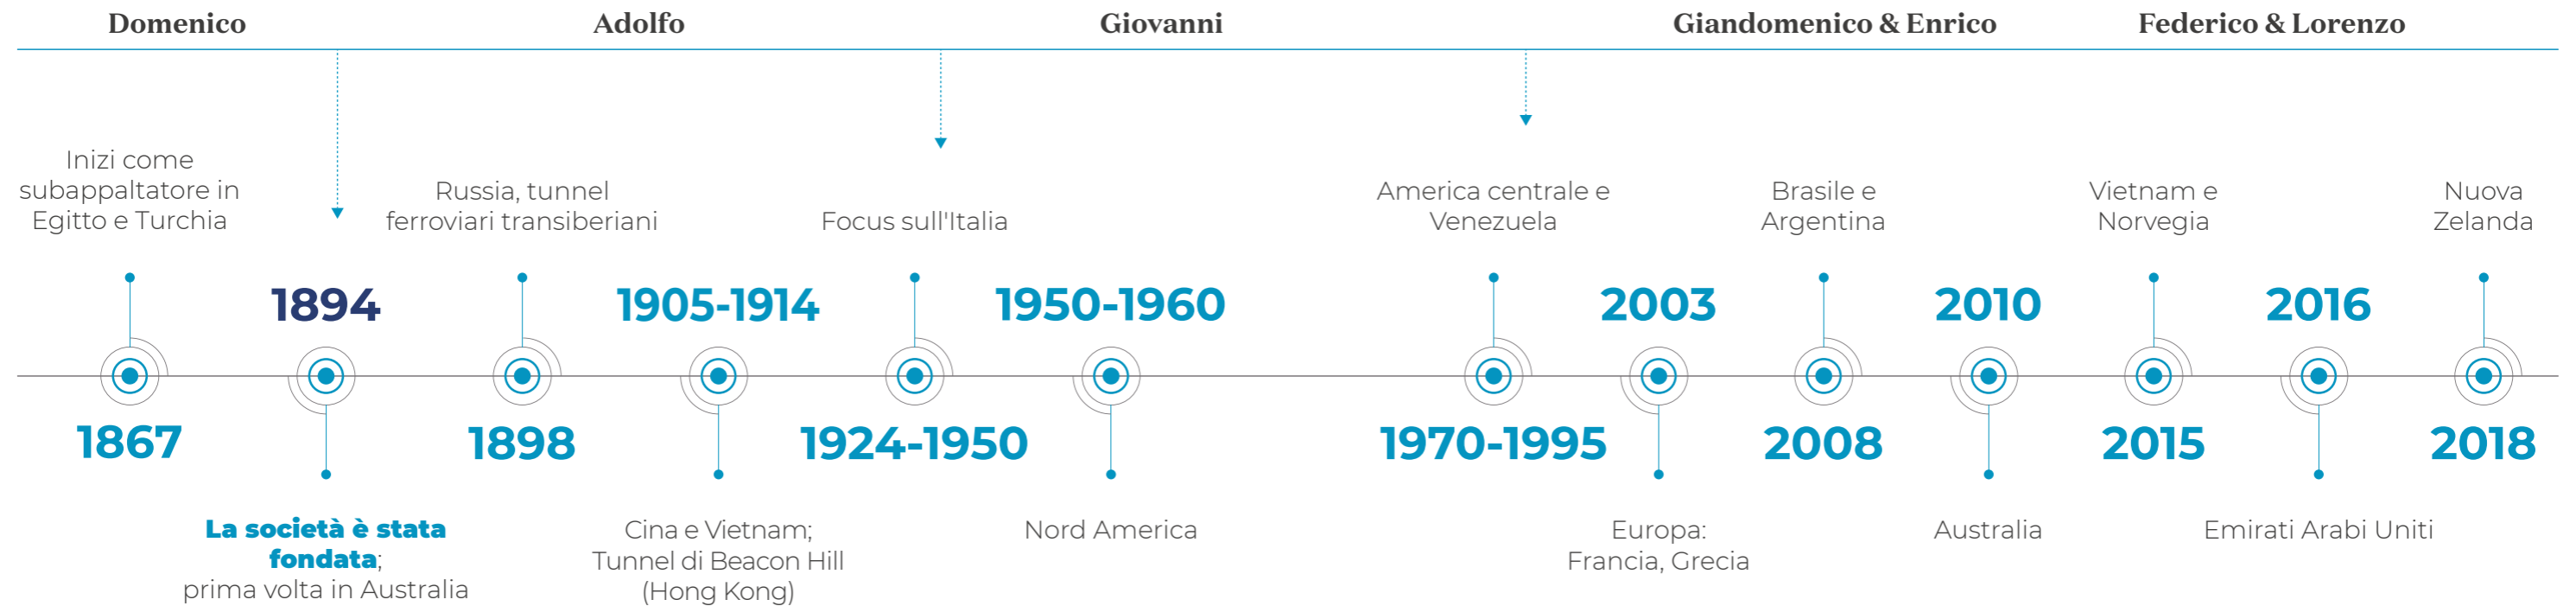 Domenico
Adolfo
Giovanni
Giandomenico & Enrico
Federico & Lorenzo
Inizi come
subappaltatore in
Egitto e Turchia
1867
1894
La società è stata
fondata;
prima volta in Australia
Russia, tunnel
ferroviari transiberiani
1898
1905-1914
Cina e Vietnam;
Tunnel di Beacon Hill
(Hong Kong)
Focus sull'Italia
1924-1950
1950-1960
Nord America
America centrale e
Venezuela
1970-1995
2003
Europa:
Francia, Grecia
Brasile e
Argentina
2008
2010
Australia
Vietnam e
Norvegia
2015
2016
Emirati Arabi Uniti
Nuova
Zelanda
2018